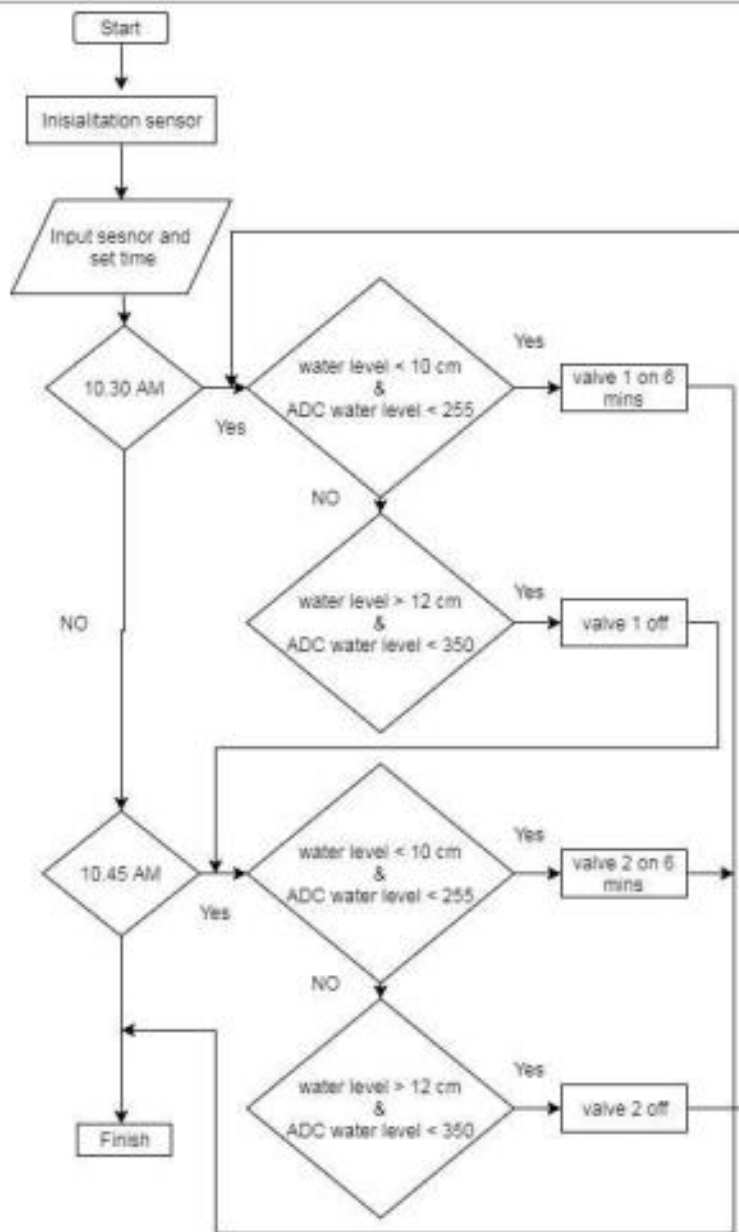 Start
Inisialitation sensor
Input sesnor and
set time
10.30 AM
Yes
NO
water level < 10 cm
&
ADC water level < 255
Yes
valve 1 on 6
mins
NO
water level > 12 cm
&
ADC water level < 350
Yes
valve 1 off
10.45 AM
Yes
water level < 10 cm
&
ADC water level < 255
Yes
valve 2 on 6
mins
NO
water level > 12 cm
&
ADC water level < 350
Yes
valve 2 off
Finish